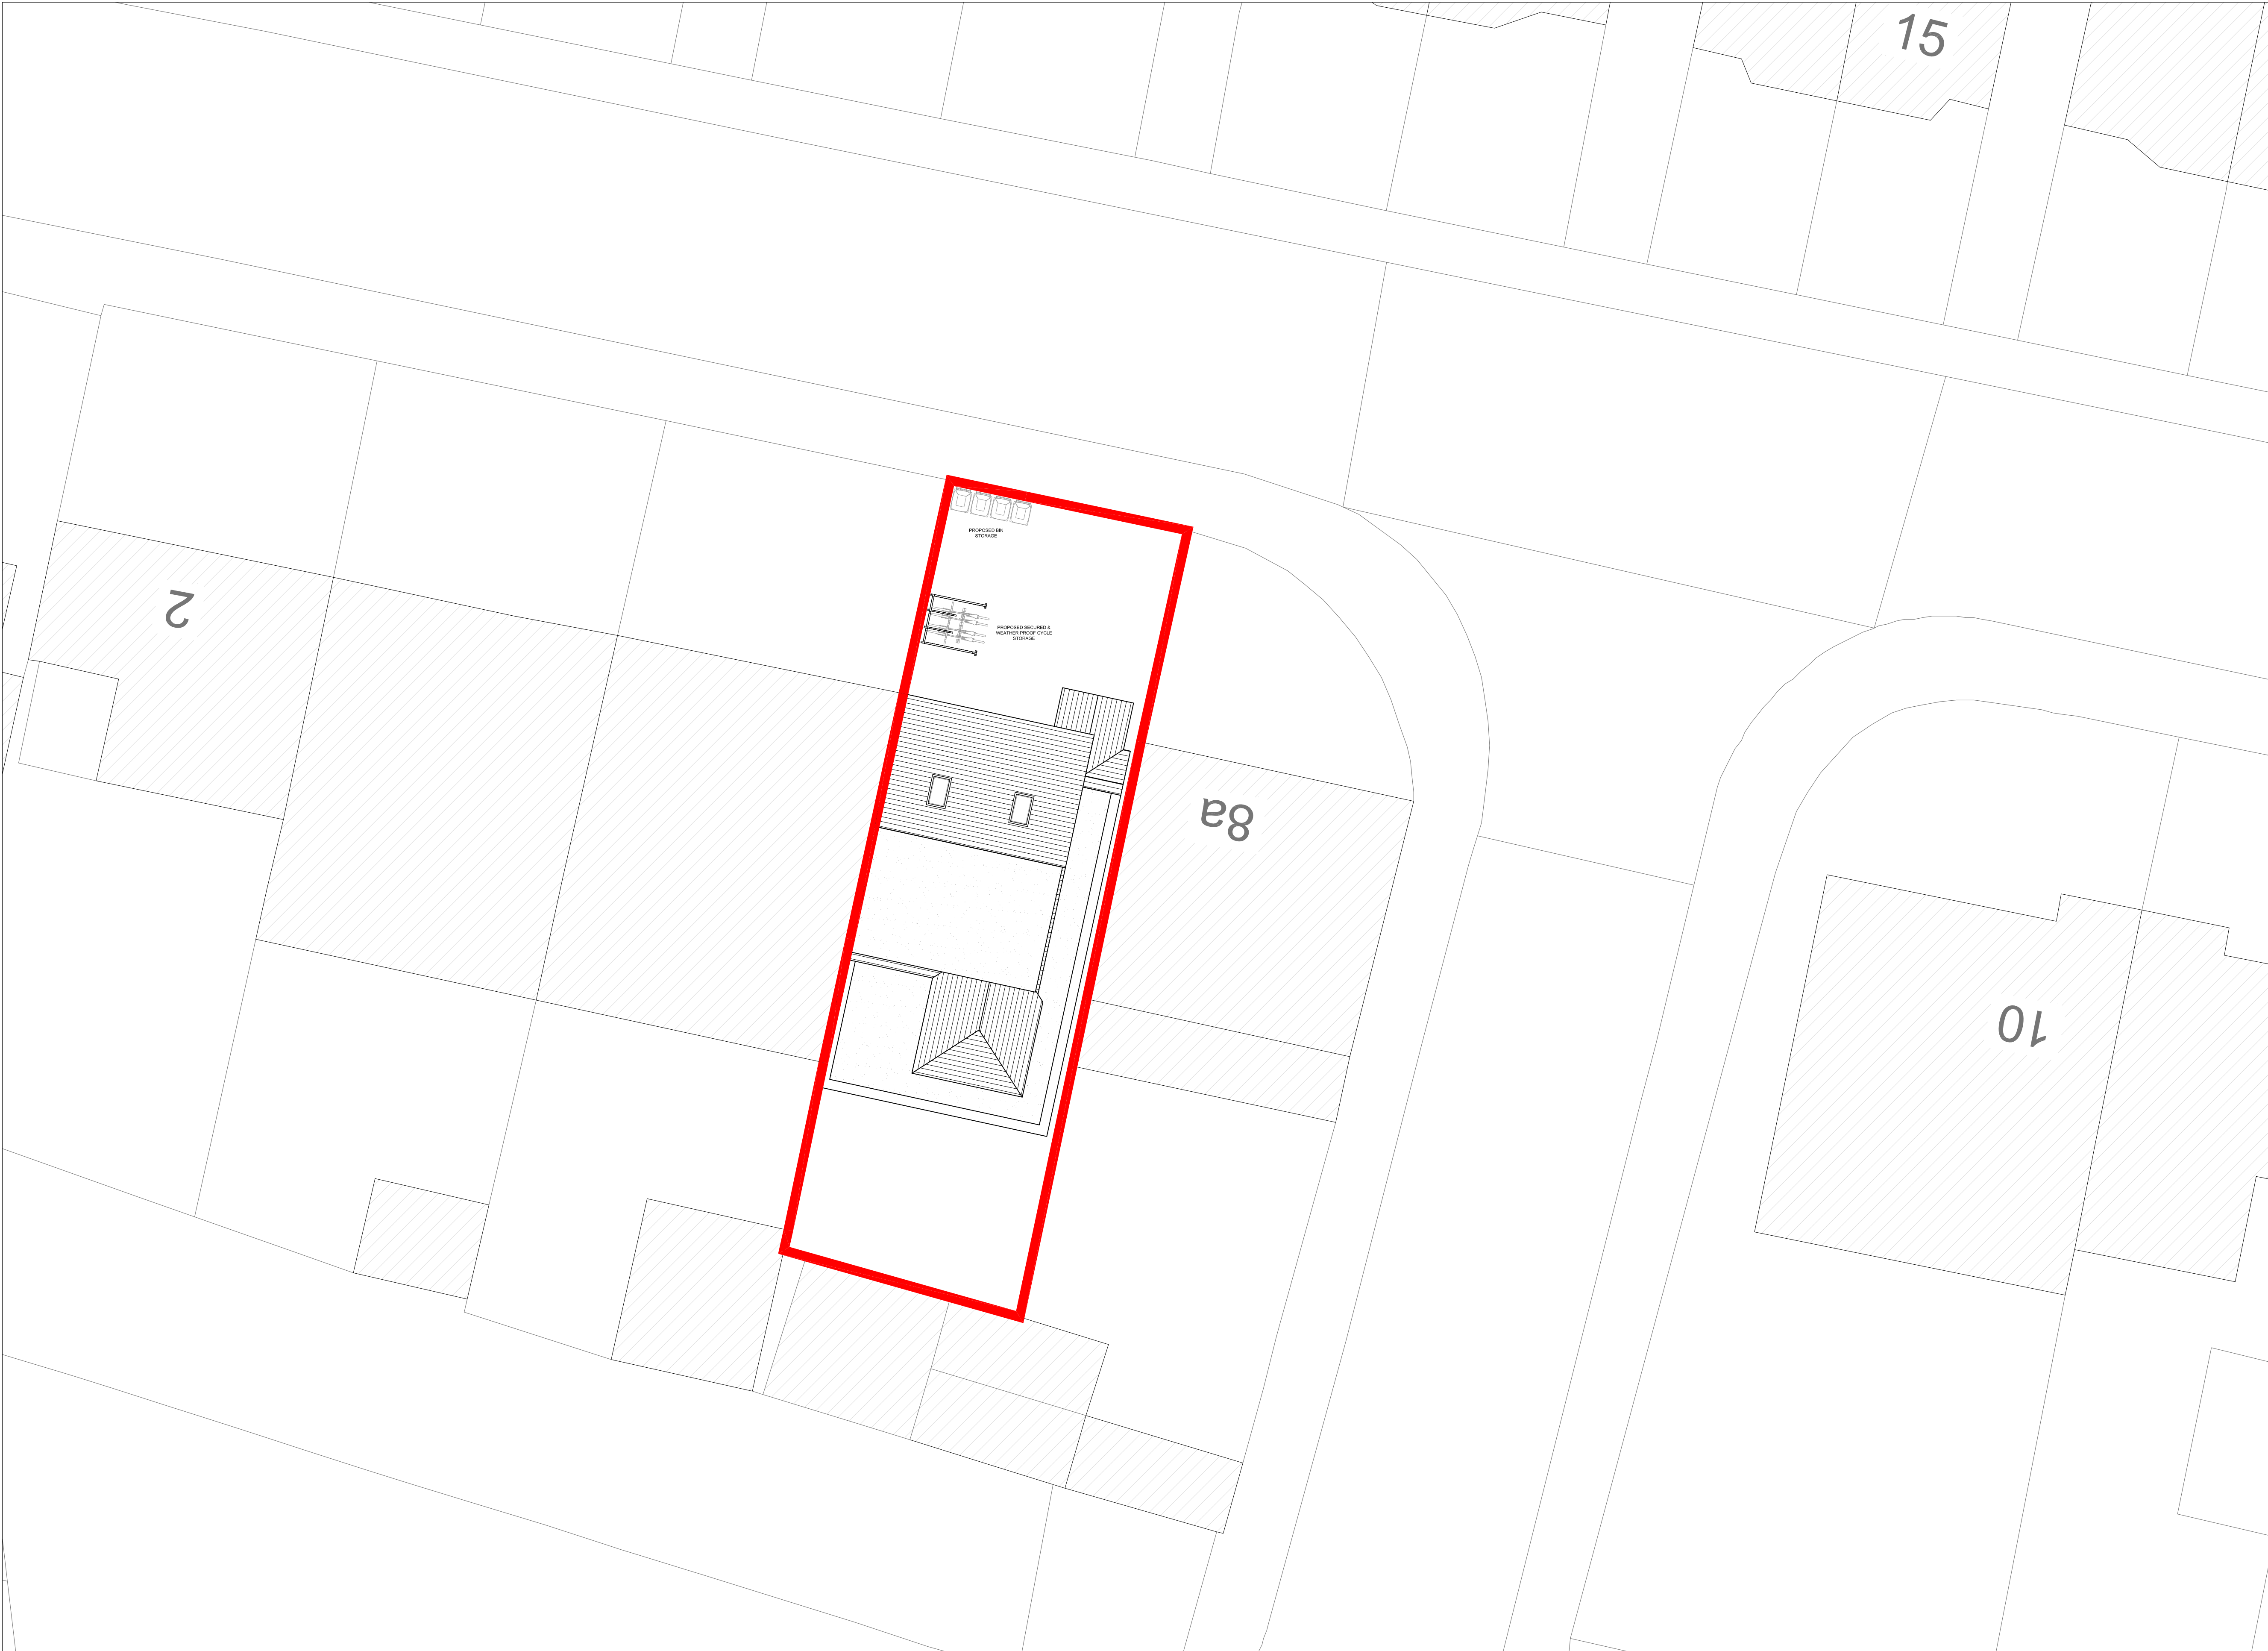 15
PROPOSED BIN
STORAGE
2
PROPOSED SECURED &
WEATHER PROOF CYCLE
STORAGE
8a
10